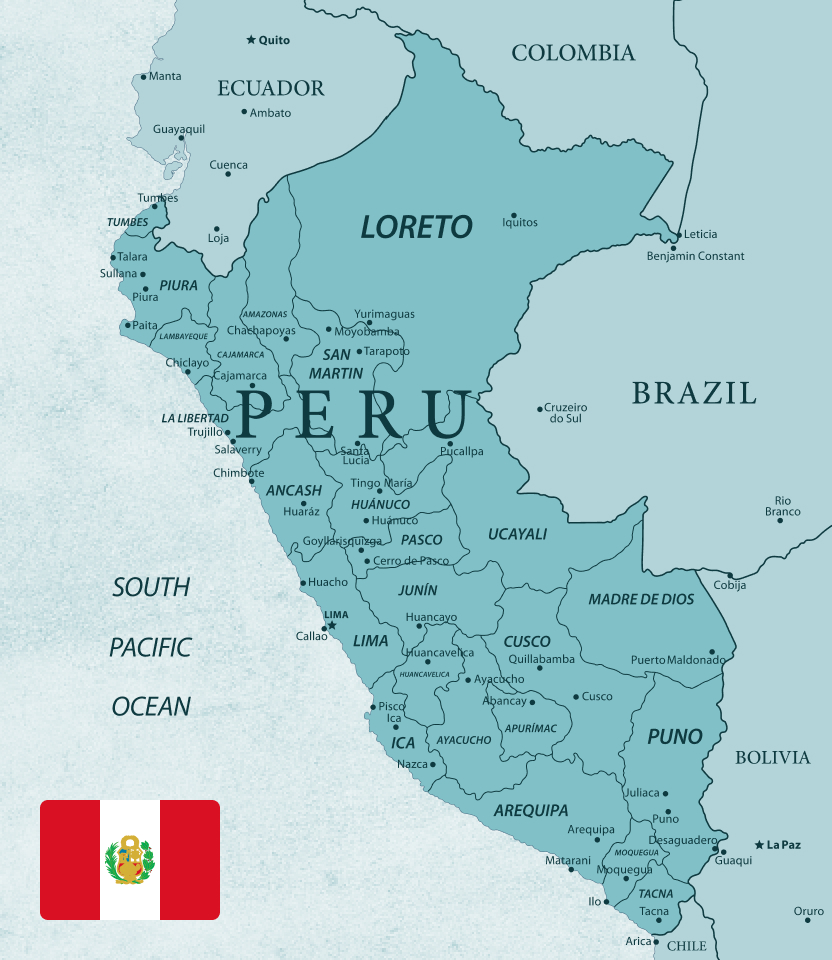 Quito
COLOMBIA
Manta
ECUADOR
Ambato
Guayaquil
Cuenca
Tumbes
TUMBES
LORETO
Iquitos
Loja
Leticia
Talara
Benjamin Constant
Sullana
PIURA
Piura
AMAZONAS
Yurimaguas
Paita
Chachapoyas
Moyobamba
LAMBAYEQUE
CAJAMARCA
SAN
MARTIN
Tarapoto
Chiclayo
Cajamarca
BRAZIL
PERU
Cruzeiro
do Sul
LA LIBERTAD
Trujillo
Salaverry
Santa
Lucia
Pucallpa
Chimbote
Tingo María
ANCASH
HUÁNUCO
Huaráz
Huánuco
Rio
Branco
Goyllarisquizga
PASCO
UCAYALI
Cerro de Pasco
SOUTH
PACIFIC
OCEAN
Huacho
JUNÍN
MADRE DE DIOS
Cobija
LIMA
Callao
LIMA
Huancayo
CUSCO
Huancavelica
Quillabamba
Puerto Maldonado
HUANCAVELICA
Ayacucho
Pisco
Abancay
Cusco
Ica
ICA
AYACUCHO
APURÍMAC
PUNO
Nazca
BOLIVIA
Juliaca
AREQUIPA
Puno
Arequipa
Desaguadero
La Paz
MOQUEGUA
Guaqui
Matarani
Moquegua
Ilo
TACNA
Tacna
Oruro
Arica
CHILE